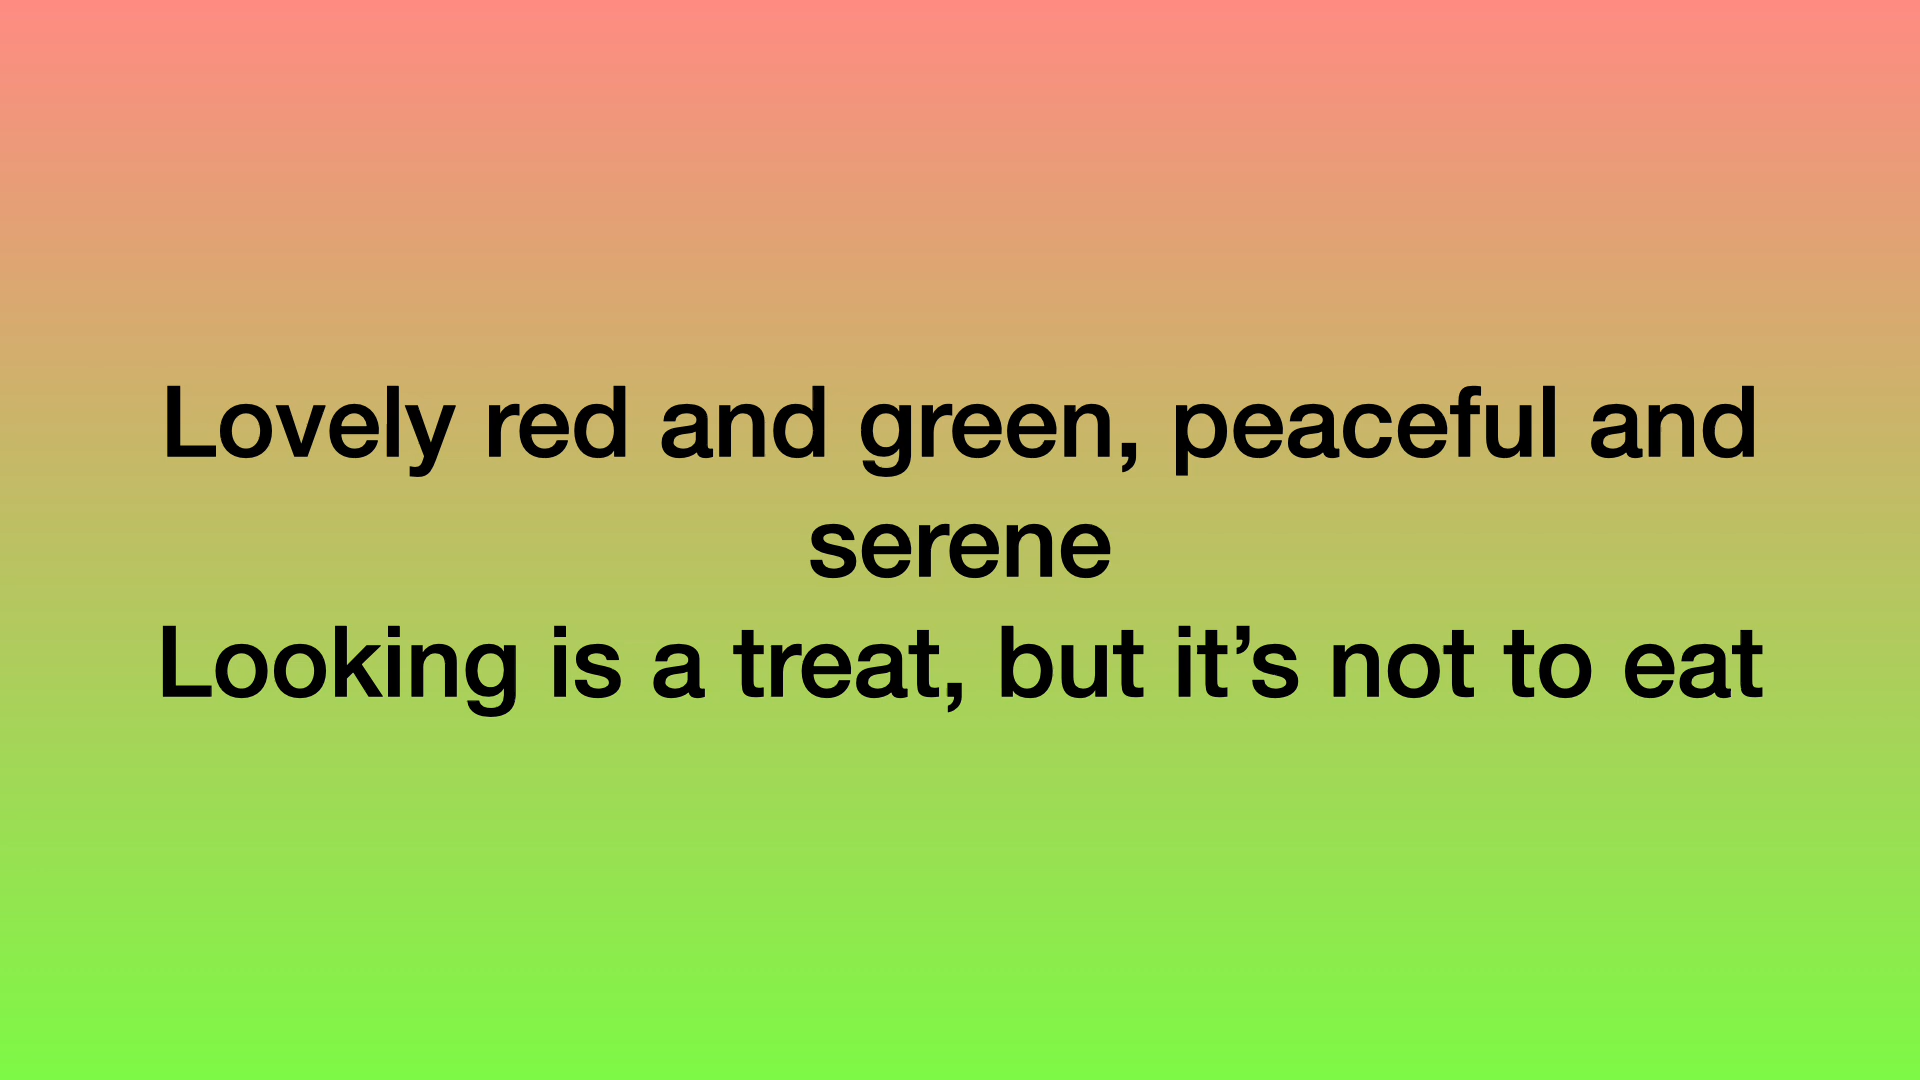 Lovely red and green, peaceful and
serene
Looking is a treat, but it’s not to eat